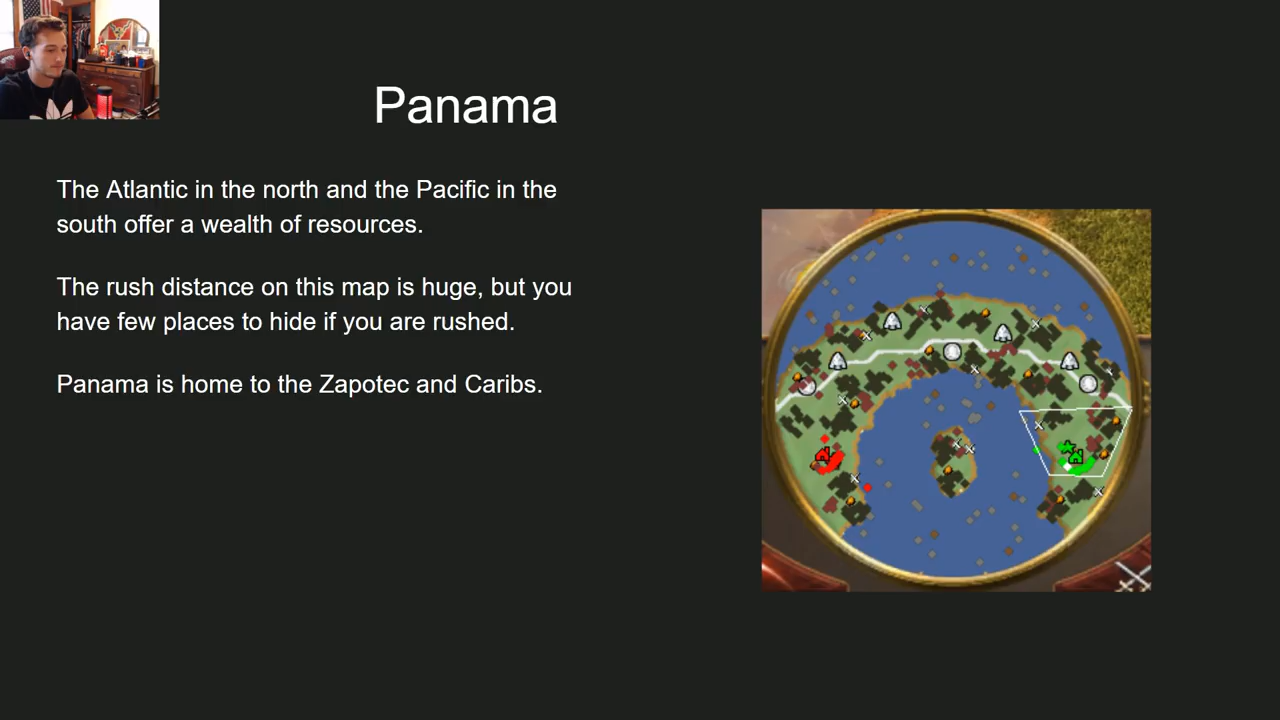 Panama
The Atlantic in the north and the Pacific in the
south offer a wealth of resources.
The rush distance on this map is huge, but you
have few places to hide if you are rushed.
Panama is home to the Zapotec and Caribs.